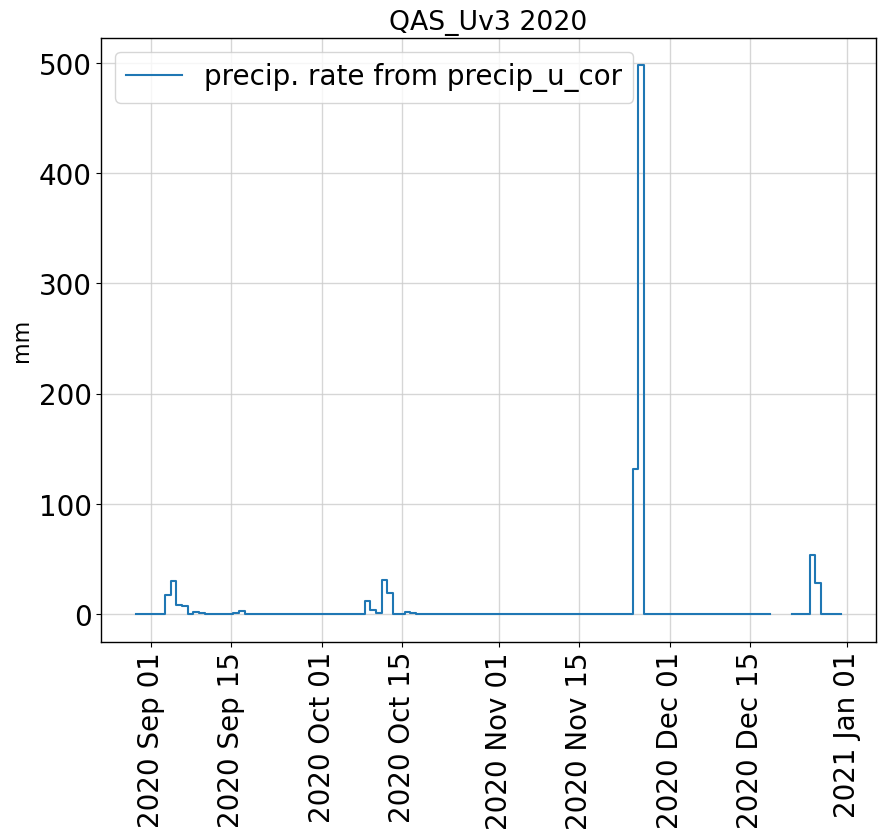 QAS_Uv3 2020
precip. rate from precip_u_cor
500
400
300
200
100
0
mm
2020 Sep 01
2020 Sep 15
2020 Oct 01
2020 Oct 15
2020 Nov 01
2020 Nov 15
2020 Dec 01
2020 Dec 15
2021 Jan 01